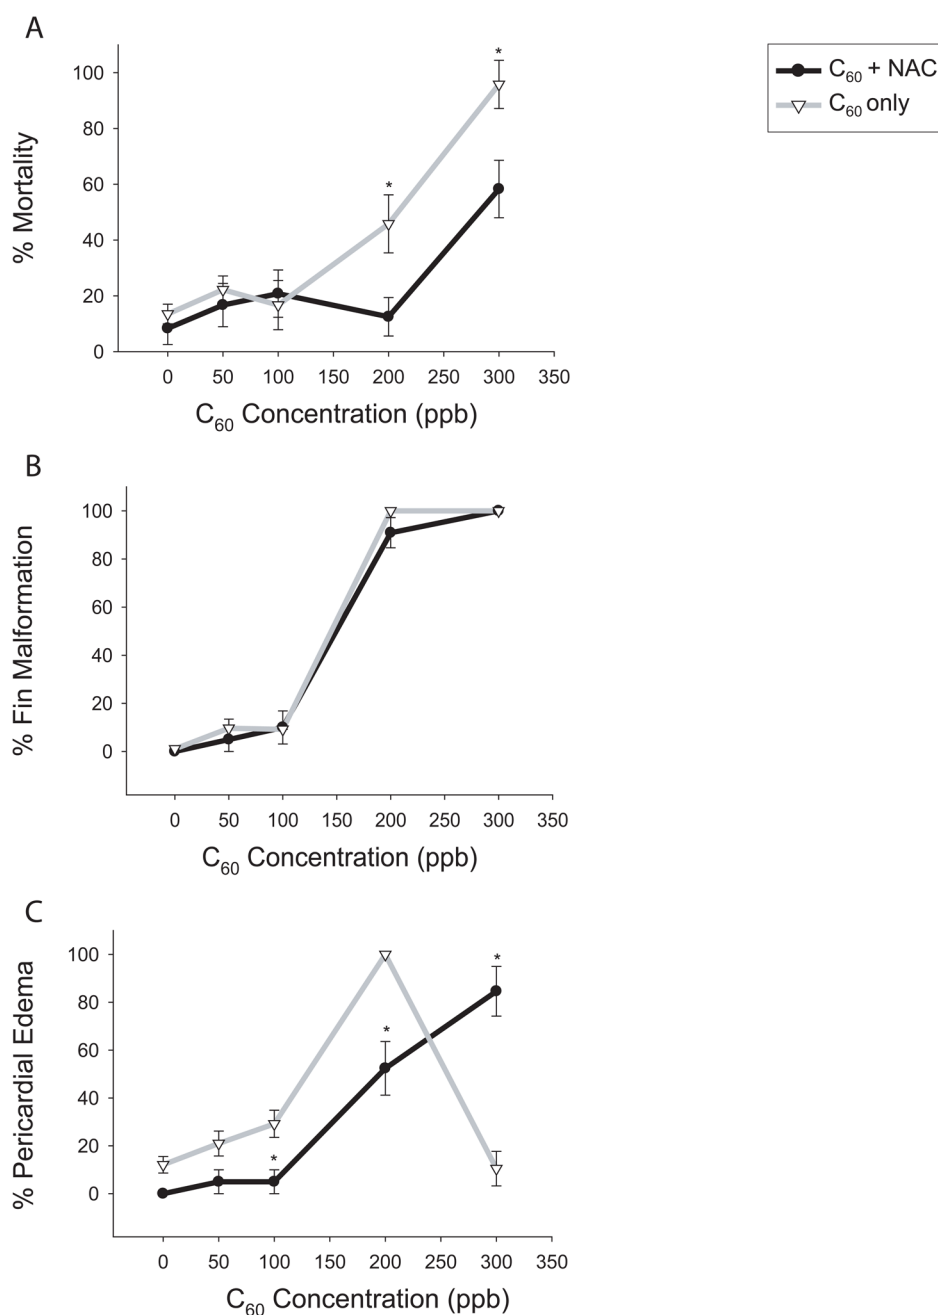 A
*
100
80
60
40
20
0
*
% Mortality
0 50 100 150 200 250 300 350
C60 Concentration (ppb)
C60 + NAC
C60 only
B
100
80
60
40
20
0
% Fin Malformation
0 50 100 150 200 250 300 350
C60 Concentration (ppb)
C
100
80
60
40
20
0
*
*
*
% Pericardial Edema
0 50 100 150 200 250 300 350
C60 Concentration (ppb)